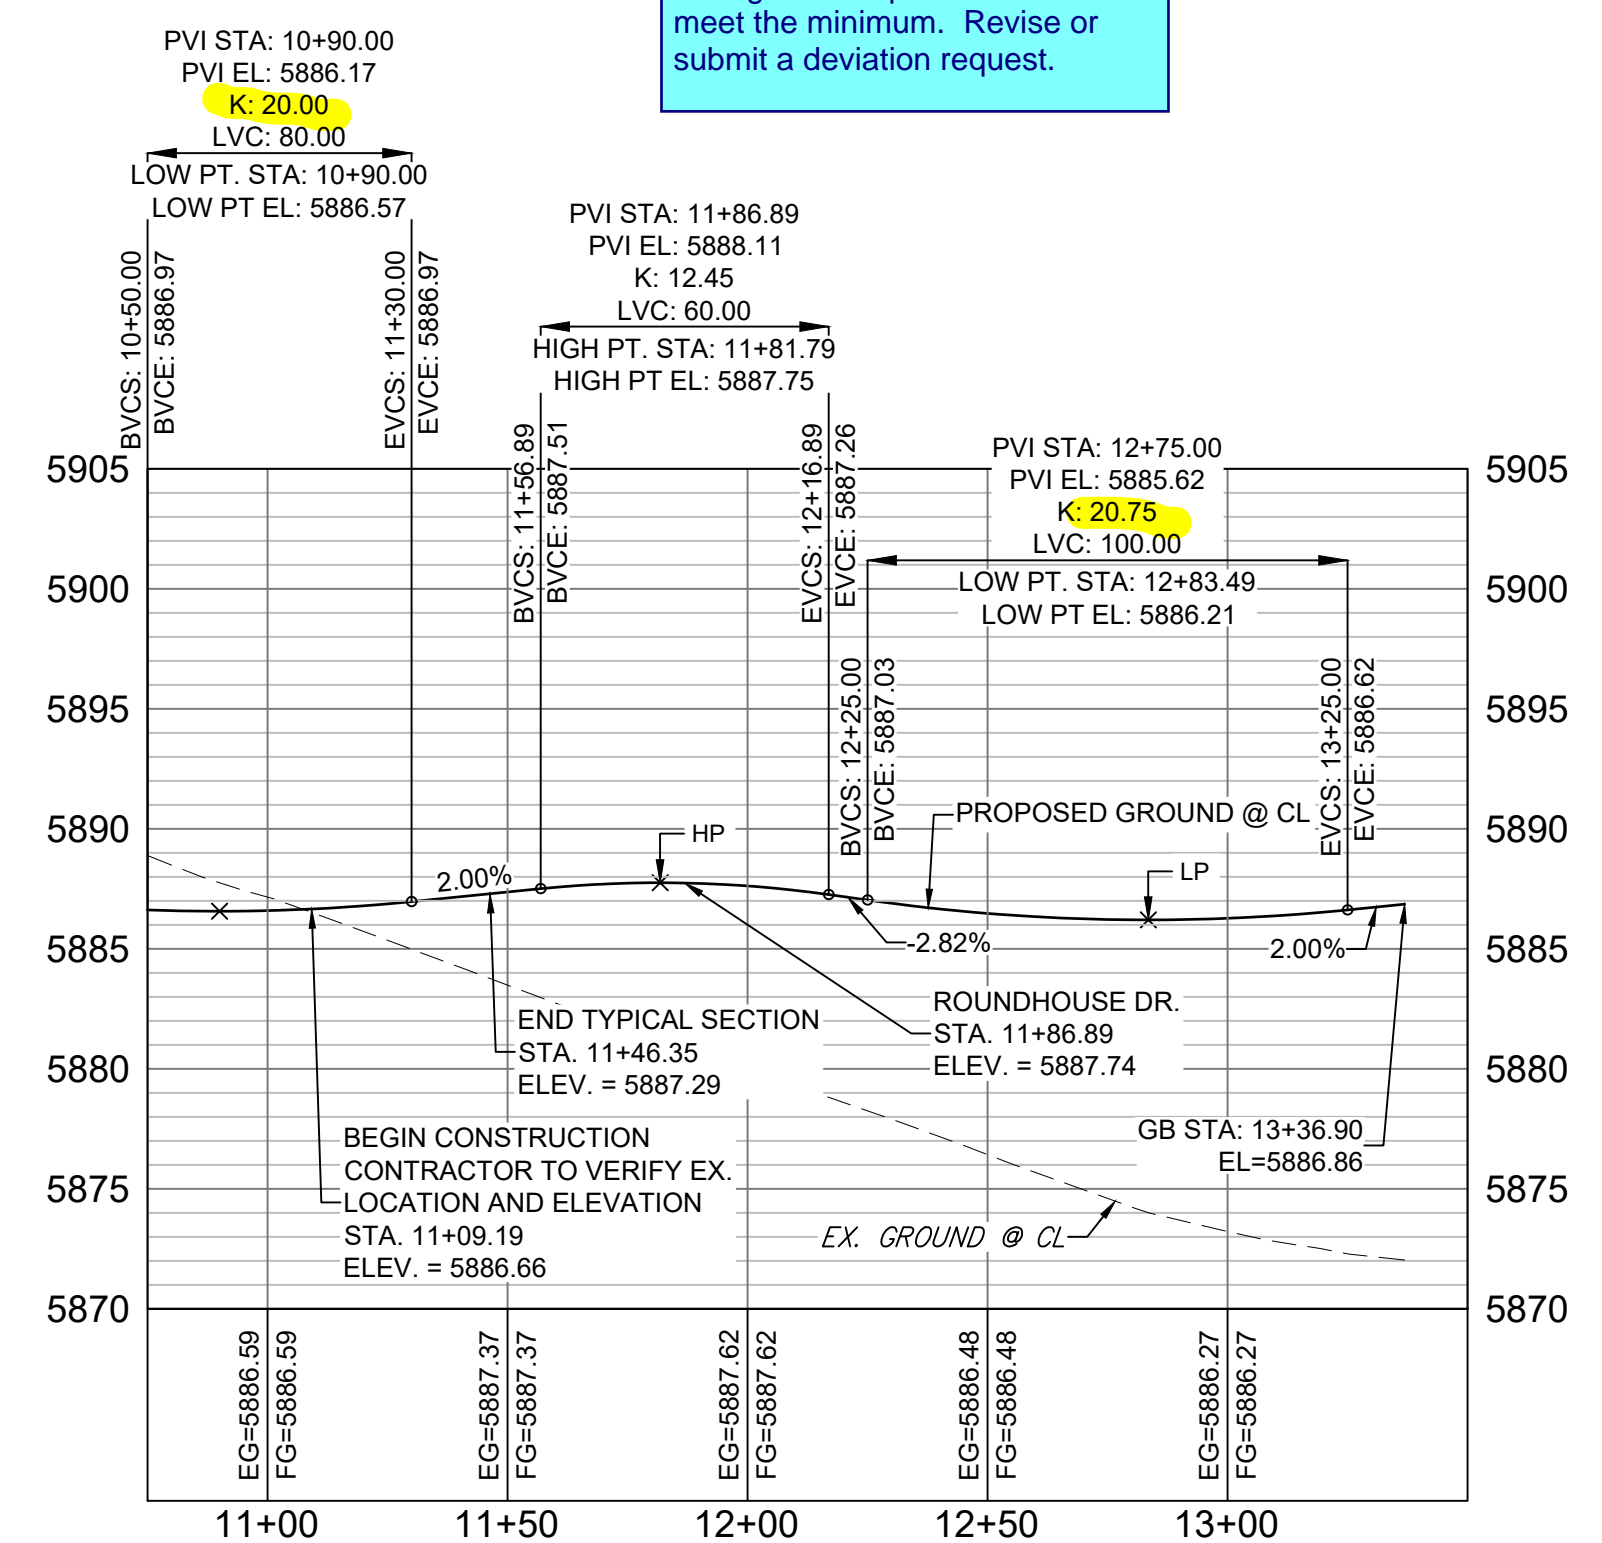 meet the minimum.  Revise or
submit a deviation request.
PVI STA: 10+90.00
PVI EL: 5886.17
K: 20.00
LVC: 80.00
LOW PT. STA: 10+90.00
LOW PT EL: 5886.57
BVCS: 10+50.00
BVCE: 5886.97
EVCS: 11+30.00
EVCE: 5886.97
PVI STA: 11+86.89
PVI EL: 5888.11
K: 12.45
LVC: 60.00
HIGH PT. STA: 11+81.79
HIGH PT EL: 5887.75
BVCS: 11+56.89
BVCE: 5887.51
EVCS: 12+16.89
EVCE: 5887.26
PVI STA: 12+75.00
PVI EL: 5885.62
K: 20.75
LVC: 100.00
LOW PT. STA: 12+83.49
LOW PT EL: 5886.21
BVCS: 12+25.00
BVCE: 5887.03
EVCS: 13+25.00
EVCE: 5886.62
5905
5905
5900
5900
5895
5895
5890
5890
5885
5885
5880
5880
5875
5875
5870
5870
PROPOSED GROUND @ CL
HP
LP
2.00%
-2.82%
2.00%
END TYPICAL SECTION
STA. 11+46.35
ELEV. = 5887.29
ROUNDHOUSE DR.
STA. 11+86.89
ELEV. = 5887.74
BEGIN CONSTRUCTION
CONTRACTOR TO VERIFY EX.
LOCATION AND ELEVATION
STA. 11+09.19
ELEV. = 5886.66
GB STA: 13+36.90
EL=5886.86
EX. GROUND @ CL
EG=5886.59
FG=5886.59
EG=5887.37
FG=5887.37
EG=5887.62
FG=5887.62
EG=5886.48
FG=5886.48
EG=5886.27
FG=5886.27
11+00
11+50
12+00
12+50
13+00